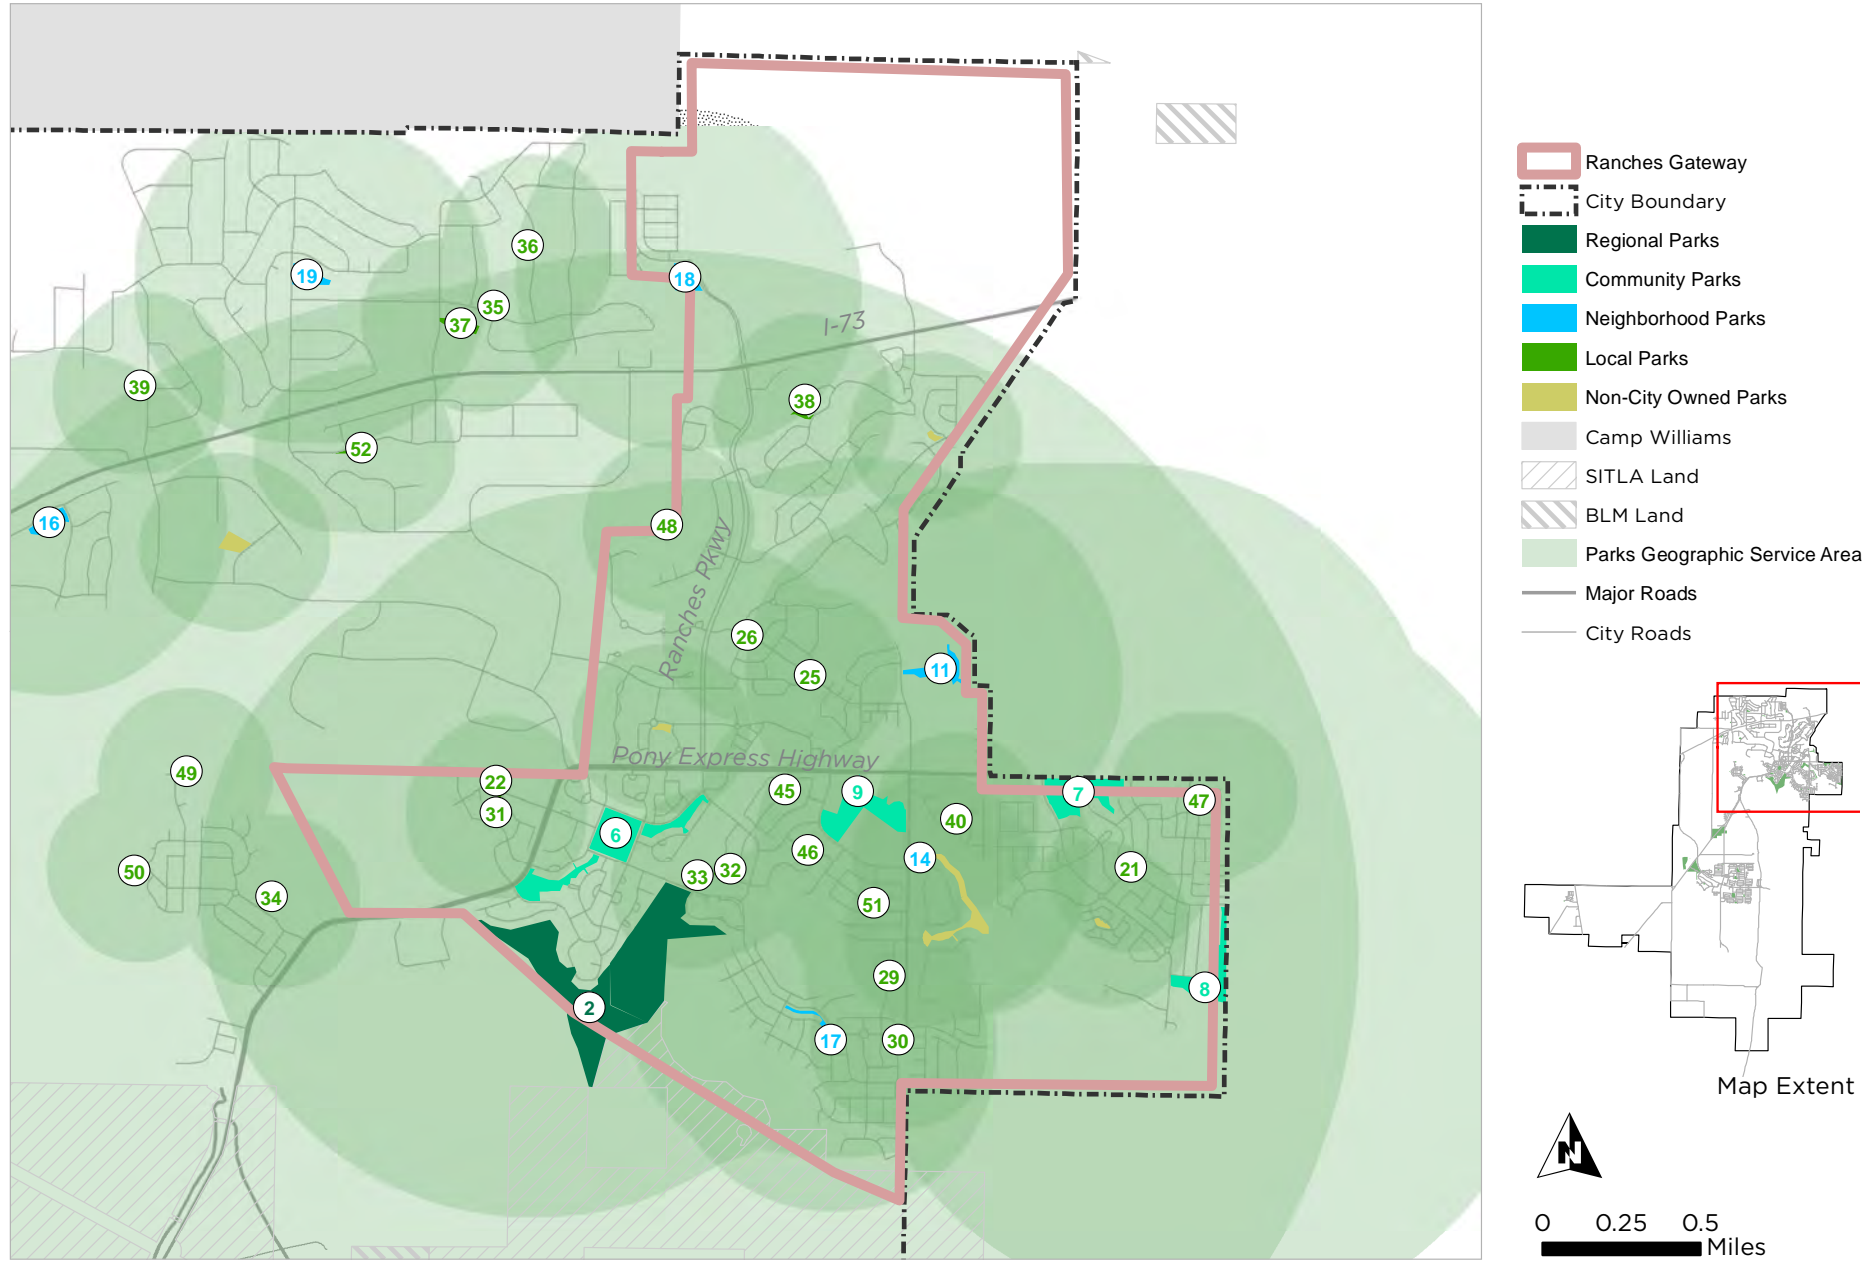 36
19
18
35
37
I-73
39
38
52
16
48
Ranches Pkwy
26
11
25
Pony Express Highway
49
22
45
9
7
47
31
6
40
46
14
50
33
32
21
34
51
29
8
2
17
30
Ranches Gateway
City Boundary
Regional Parks
Community Parks
Neighborhood Parks
Local Parks
Non-City Owned Parks
Camp Williams
SITLA Land
BLM Land
Parks Geographic Service Area
Major Roads
City Roads
Map Extent
N
0 0.25 0.5
Miles